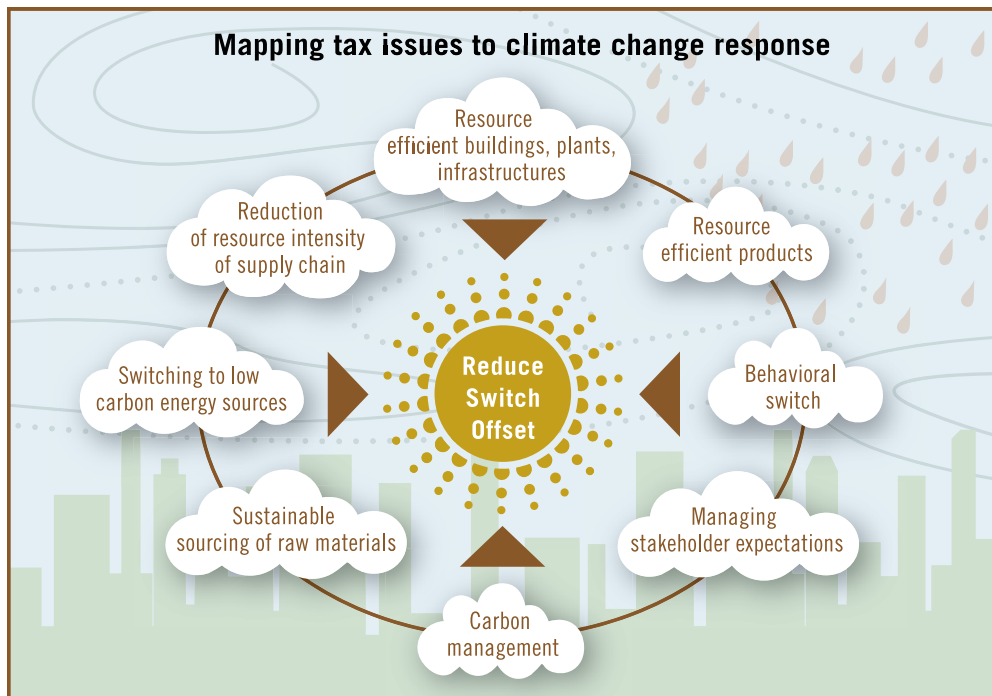 Mapping tax issues to climate change response
Resource
efficient buildings, plants,
infrastructures
Resource
efficient products
Behavioral
switch
Managing
stakeholder expectations
Carbon
management
Sustainable
sourcing of raw materials
Switching to low
carbon energy sources
Reduction
of resource intensity
of supply chain
Reduce
Switch
Offset